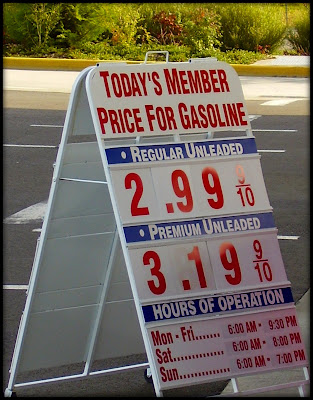 TODAY'S MEMBER
PRICE FOR GASOLINE
• REGULAR UNLEADED
2.99 9/10
• PREMIUM UNLEADED
3.19 9/10
HOURS OF OPERATION
Mon - Fri....... 6:00 AM - 9:30 PM
Sat............... 6:00 AM - 8:00 PM
Sun.............. 6:00 AM - 7:00 PM